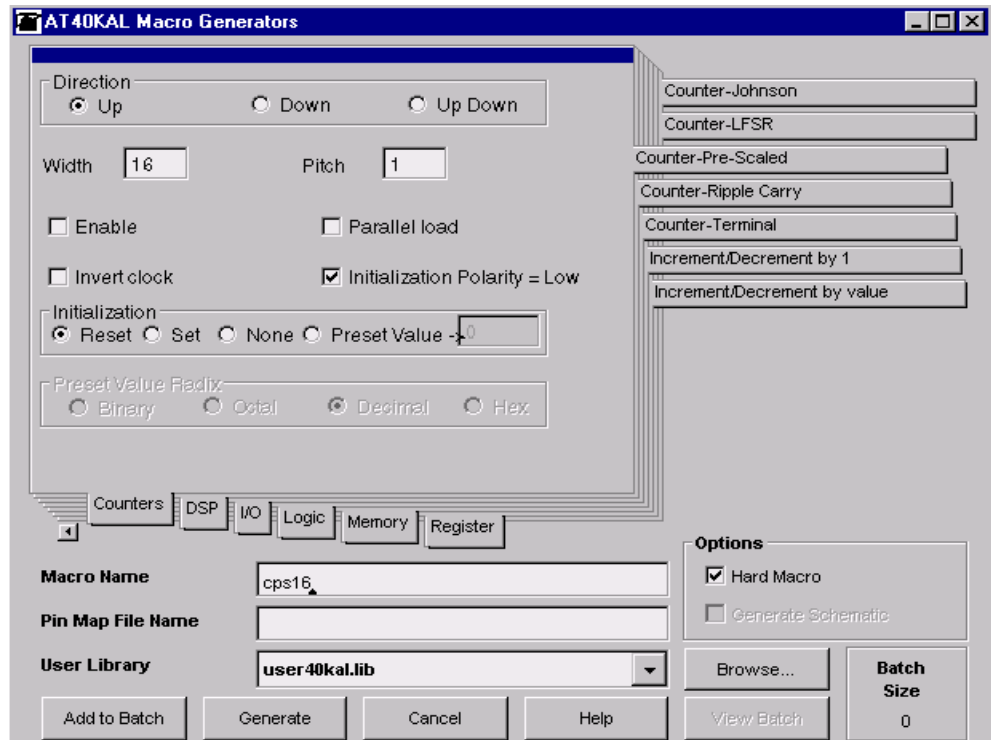 AT40KAL Macro Generators
Direction
Up Down Up Down
Width 16 Pitch 1
Enable Parallel load
Invert clock Initialization Polarity = Low
Initialization
Reset Set None Preset Value -> 0
Preset Value Radix
Binary Octal Decimal Hex
Counter-Johnson
Counter-LFSR
Counter-Pre-Scaled
Counter-Ripple Carry
Counter-Terminal
Increment/Decrement by 1
Increment/Decrement by value
Counters DSP I/O Logic Memory Register
Macro Name cps16
Pin Map File Name
User Library user40kal.lib
Options
Hard Macro
Generate Schematic
Browse...
Batch Size
0
Add to Batch Generate Cancel Help View Batch